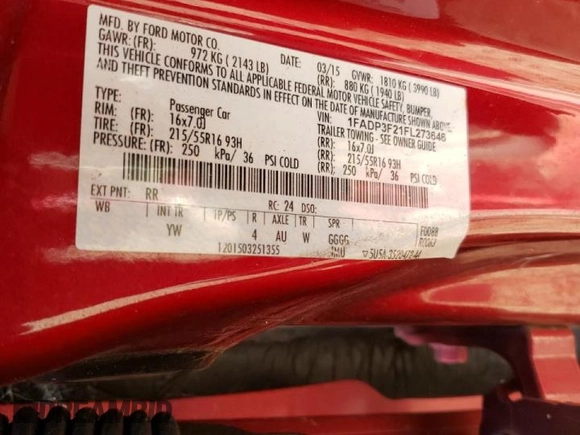 MFD. BY FORD MOTOR CO.
DATE: 03/15 GVWR: 1810 KG (3990 LB)
GAWR: (FR): 972 KG (2143 LB) (RR): 880 KG (1940 LB)
THIS VEHICLE CONFORMS TO ALL APPLICABLE FEDERAL MOTOR VEHICLE SAFETY, BUMPER,
AND THEFT PREVENTION STANDARDS IN EFFECT ON THE DATE OF MANUFACTURE SHOWN ABOVE.
VIN: 1FADP3F21FL273646
TYPE: Passenger Car TRAILER TOWING - SEE OWNER GUIDE
RIM: (FR): 16x7.0J (RR): 16x7.0J
TIRE: (FR): 215/55R16 93H (RR): 215/55R16 93H
PRESSURE: (FR): 250 kPa/ 36 PSI COLD (RR): 250 kPa/ 36 PSI COLD
EXT PNT: RR RC: 24 DSO:
WB INT TR TP/PS R AXLE TR SPR
YW 4 AU W GGGG
F0088
1201503251355